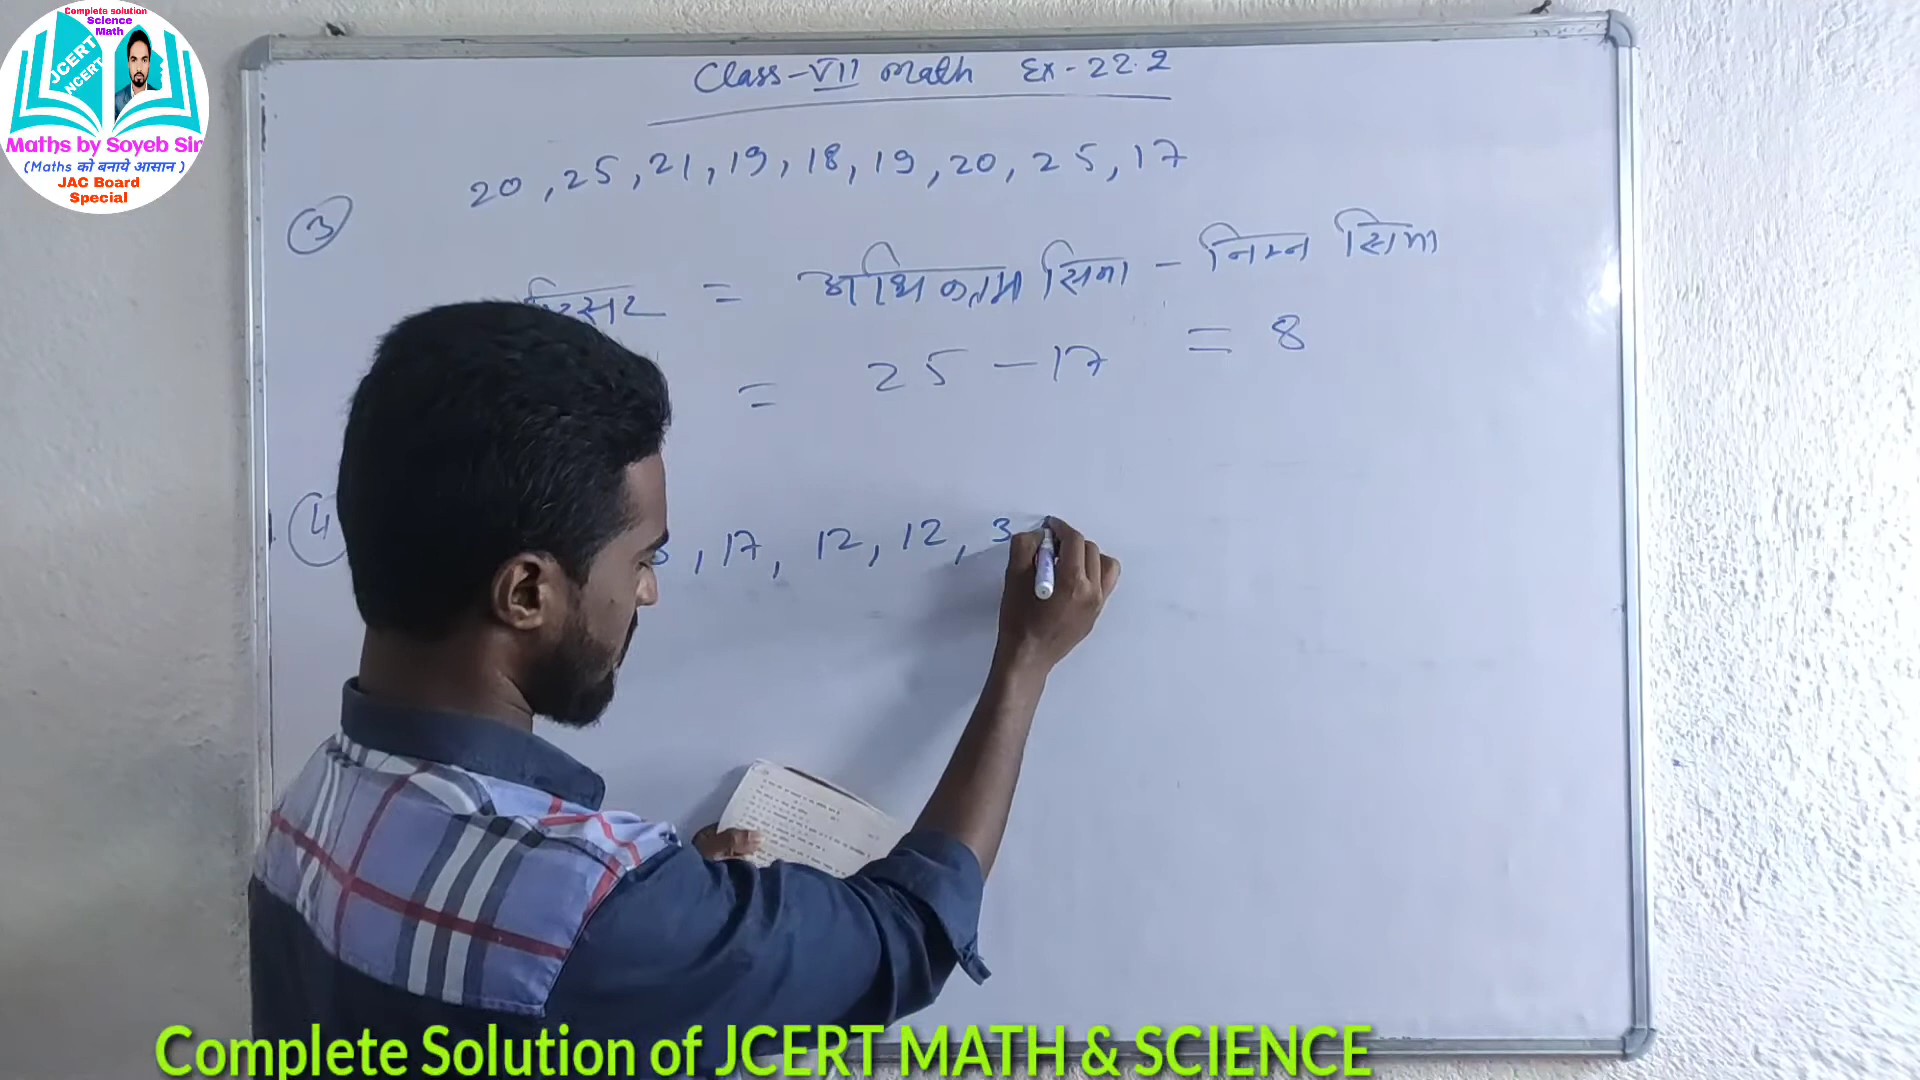 Complete solution
Science
Math
JCERT
NCERT
Maths by Soyeb Sir
(Maths को बनाये आसान )
JAC Board
Special
Class-VII Math Ex-22.2
③ 20, 25, 21, 19, 18, 19, 20, 25, 17
= अधिकतम सिमा - निम्न सिमा
= 25 - 17 = 8
④ , 17, 12, 12, 3
Complete Solution of JCERT MATH & SCIENCE